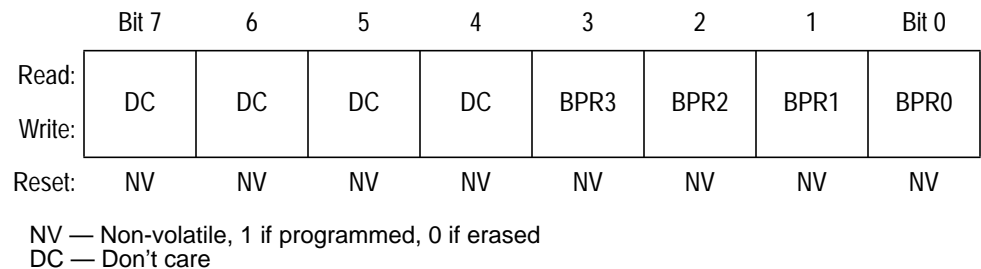 Bit 7 6 5 4 3 2 1 Bit 0
Read:
DC DC DC DC BPR3 BPR2 BPR1 BPR0
Write:
Reset: NV NV NV NV NV NV NV NV
NV — Non-volatile, 1 if programmed, 0 if erased
DC — Don't care